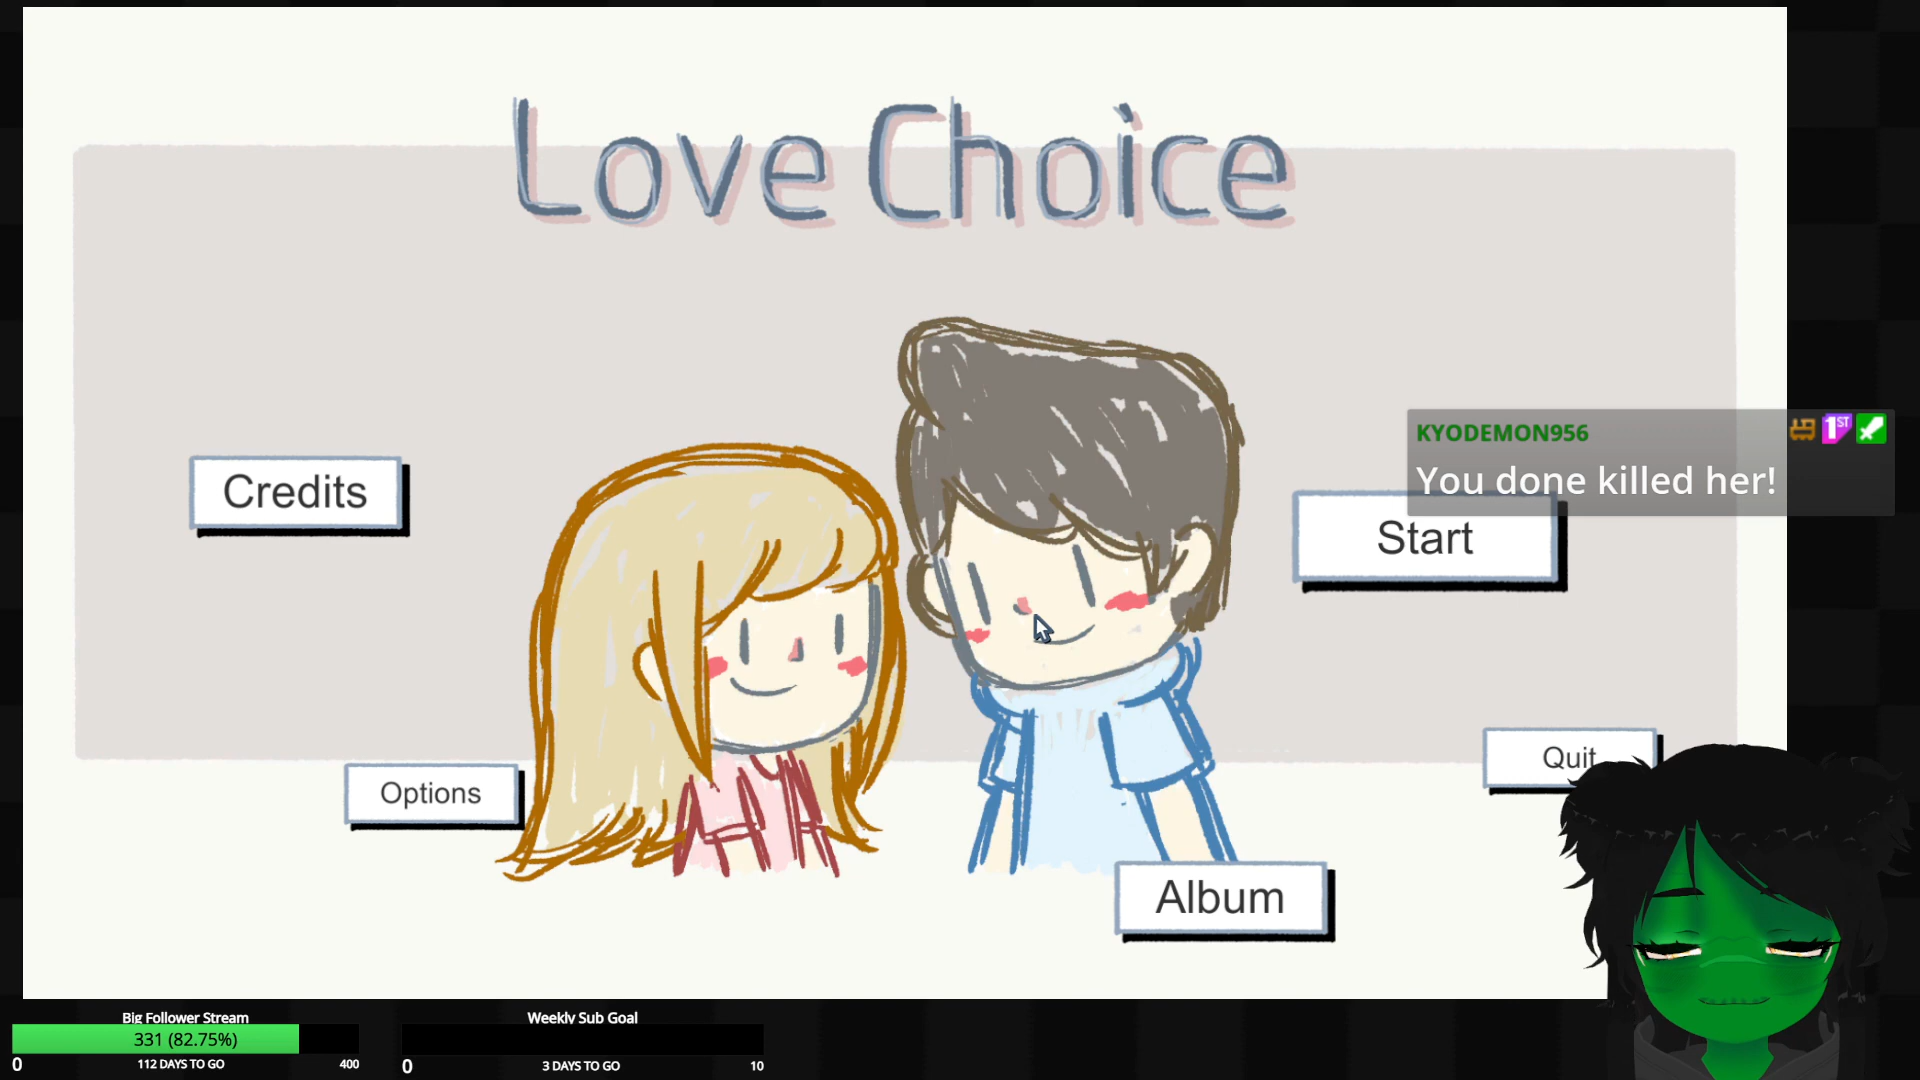 Love Choice
Credits
KYODEMON956
1ST
You done killed her!
Start
Quit
Options
Album
Big Follower Stream
331 (82.75%)
0
112 DAYS TO GO
400
Weekly Sub Goal
0
3 DAYS TO GO
10